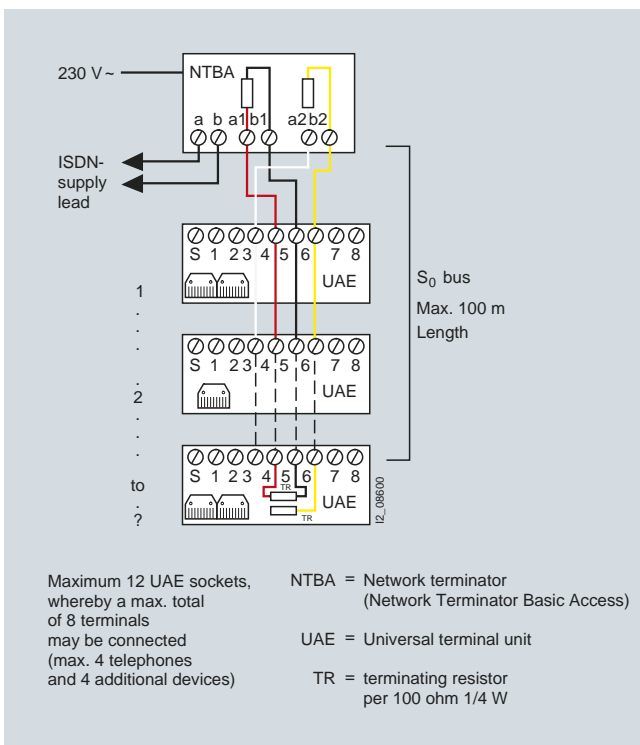 230 V~
NTBA
a b a1 b1 a2 b2
ISDN-
supply
lead
S 1 2 3 4 5 6 7 8
UAE
1
.
.
.
S0 bus
Max. 100 m
Length
S 1 2 3 4 5 6 7 8
UAE
.
2
.
.
.
S 1 2 3 4 5 6 7 8
TR
UAE
TR
to
.
?
I2_08600
Maximum 12 UAE sockets,
whereby a max. total
of 8 terminals
may be connected
(max. 4 telephones
and 4 additional devices)
NTBA = Network terminator
(Network Terminator Basic Access)
UAE = Universal terminal unit
TR = terminating resistor
per 100 ohm 1/4 W